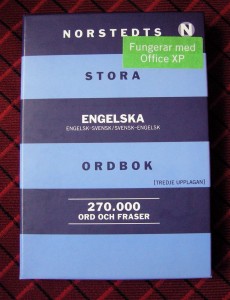 NORSTEDTS N
Fungerar med
Office XP
STORA
ENGELSKA
ENGELSK-SVENSK/SVENSK-ENGELSK
ORDBOK
[TREDJE UPPLAGAN]
270.000
ORD OCH FRASER